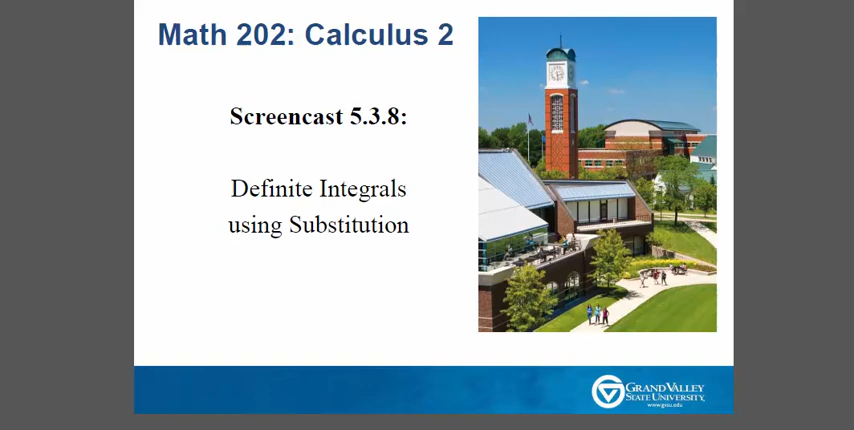 Math 202: Calculus 2
Screencast 5.3.8:
Definite Integrals
using Substitution
GRAND VALLEY
STATE UNIVERSITY
www.gvsu.edu